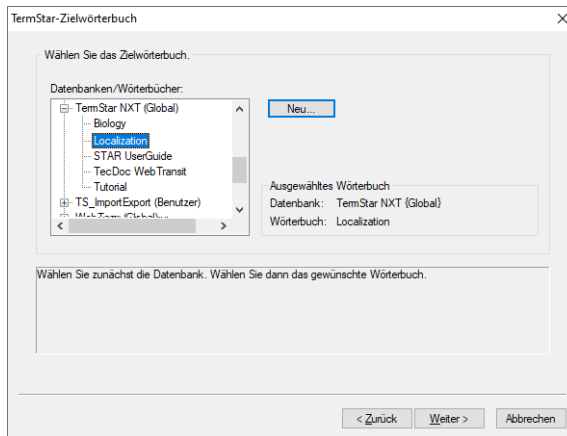 TermStar-Zielwörterbuch
Wählen Sie das Zielwörterbuch.
Datenbanken/Wörterbücher:
TermStar NXT (Global)
Biology
Localization
STAR UserGuide
TecDoc WebTransit
Tutorial
TS_ImportExport (Benutzer)
WebTerm (Global)
Neu...
Ausgewähltes Wörterbuch
Datenbank: TermStar NXT {Global}
Wörterbuch: Localization
Wählen Sie zunächst die Datenbank. Wählen Sie dann das gewünschte Wörterbuch.
< Zurück Weiter > Abbrechen